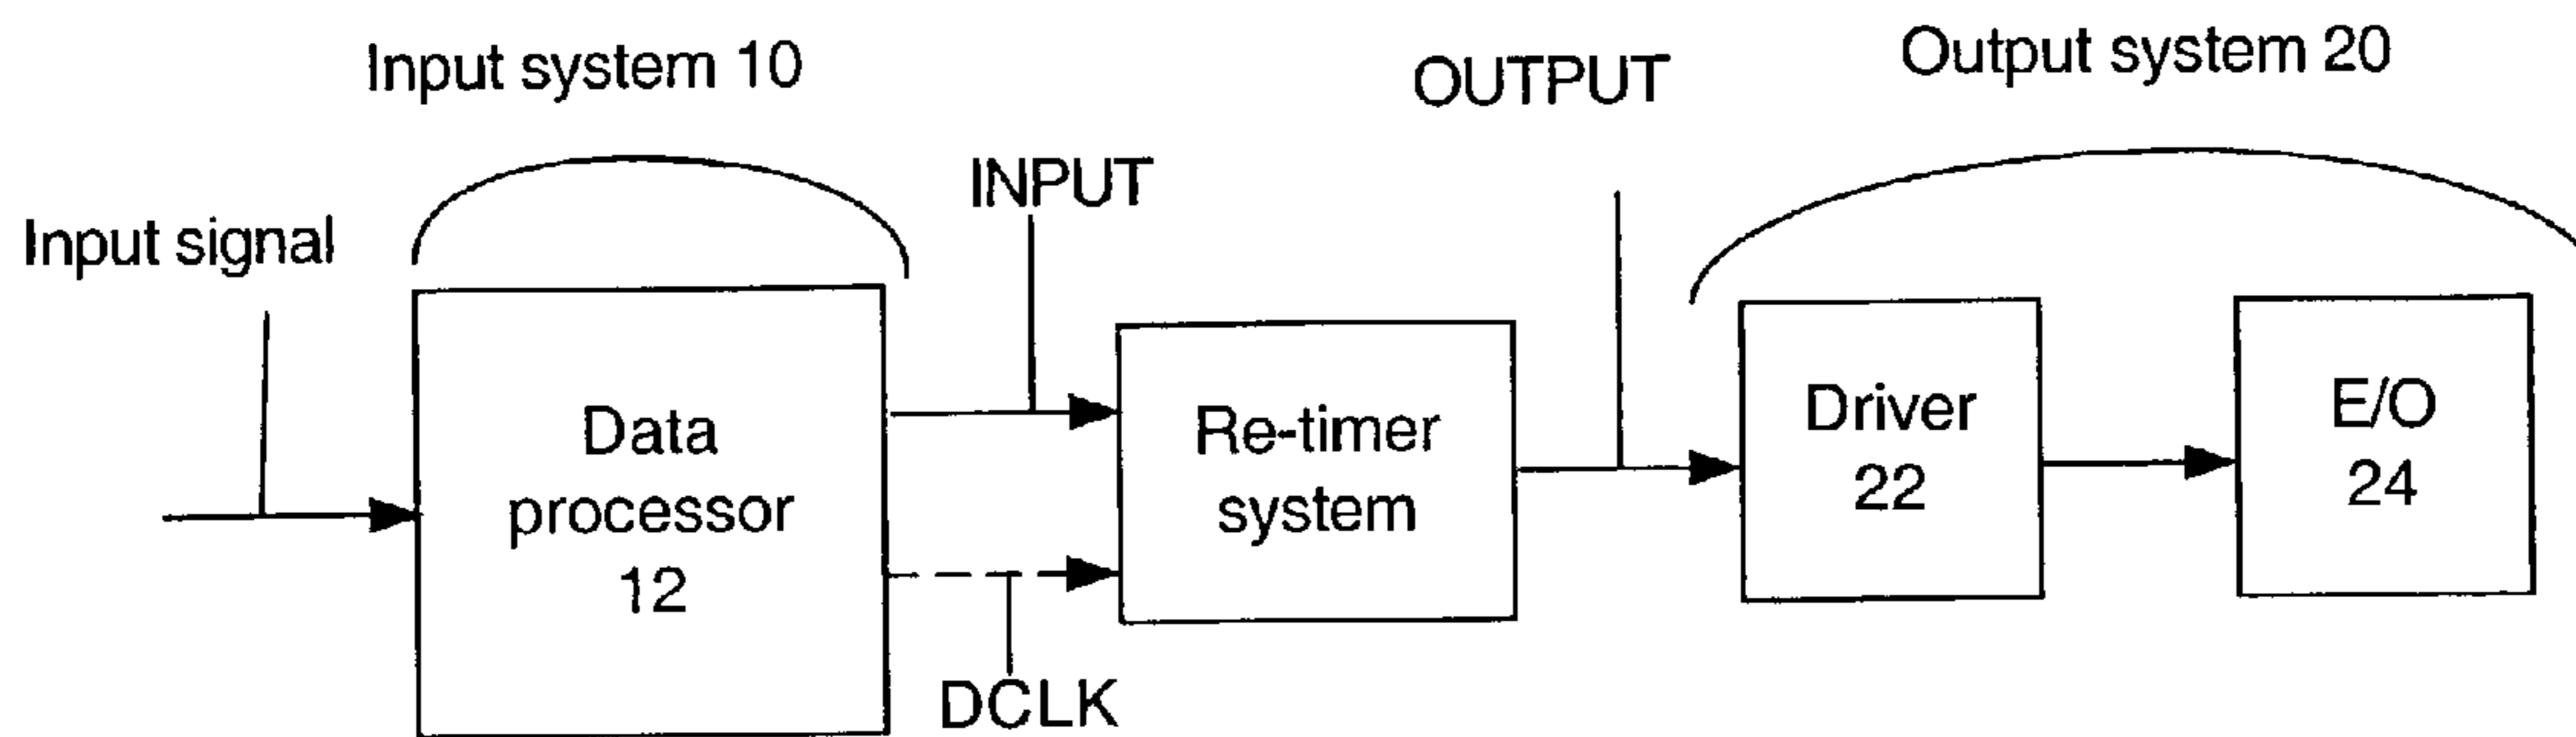 Input system 10
OUTPUT
Output system 20
INPUT
Input signal
Data
processor
12
Re-timer
system
Driver
22
E/O
24
DCLK